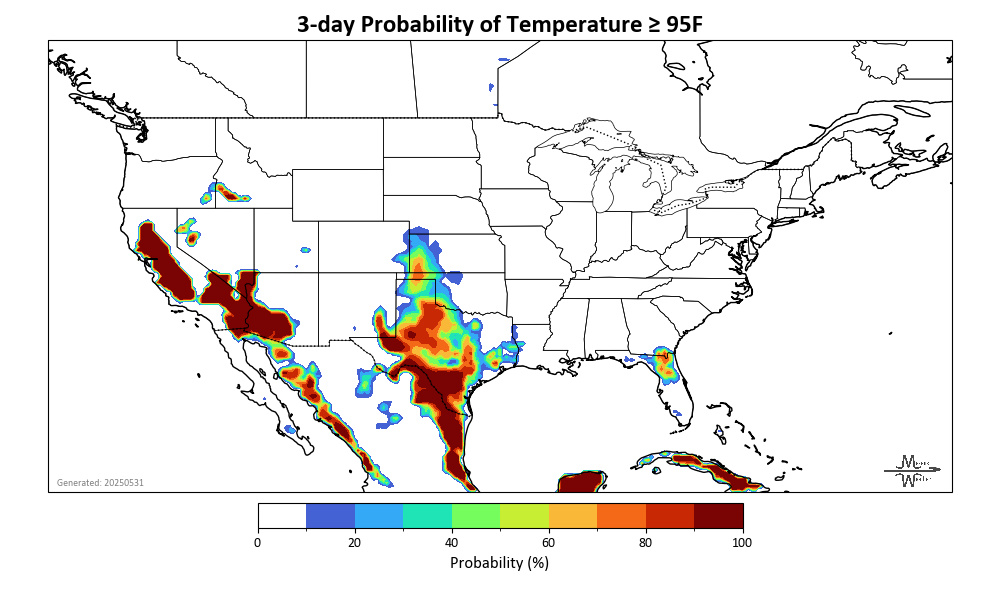 3-day Probability of Temperature ≥ 95F
Generated: 20250531
0 20 40 60 80 100
Probability (%)